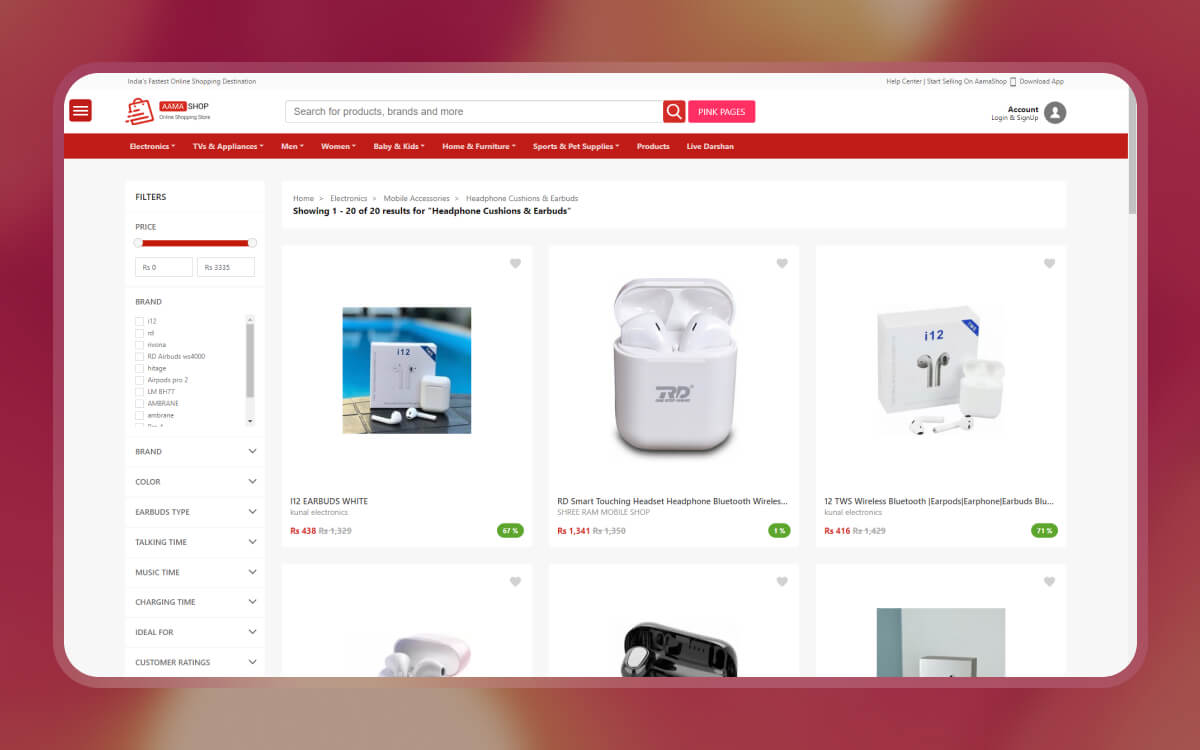 India's Fastest Online Shopping Destination
Help Center | Start Selling On AamaShop Download App
AAMA SHOP
Online Shopping Store
Search for products, brands and more
PINK PAGES
Account
Login & SignUp
Electronics TVs & Appliances Men Women Baby & Kids Home & Furniture Sports & Pet Supplies Products Live Darshan
FILTERS
PRICE
Rs 0 Rs 3335
BRAND
i12
rd
nvona
RD Airbuds ws4000
hitage
Airpods pro 2
LM BH77
AMBRANE
ambrane
BRAND
COLOR
EARBUDS TYPE
TALKING TIME
MUSIC TIME
CHARGING TIME
IDEAL FOR
CUSTOMER RATINGS
Home > Electronics > Mobile Accessories > Headphone Cushions & Earbuds
Showing 1 - 20 of 20 results for "Headphone Cushions & Earbuds"
i12
I12 EARBUDS WHITE
kunal electronics
Rs 438 Rs 1,329 67 %
RD
RD Smart Touching Headset Headphone Bluetooth Wireles...
SHREE RAM MOBILE SHOP
Rs 1,341 Rs 1,350 1 %
i12
12 TWS Wireless Bluetooth |Earpods|Earphone|Earbuds Blu...
kunal electronics
Rs 416 Rs 1,429 71 %